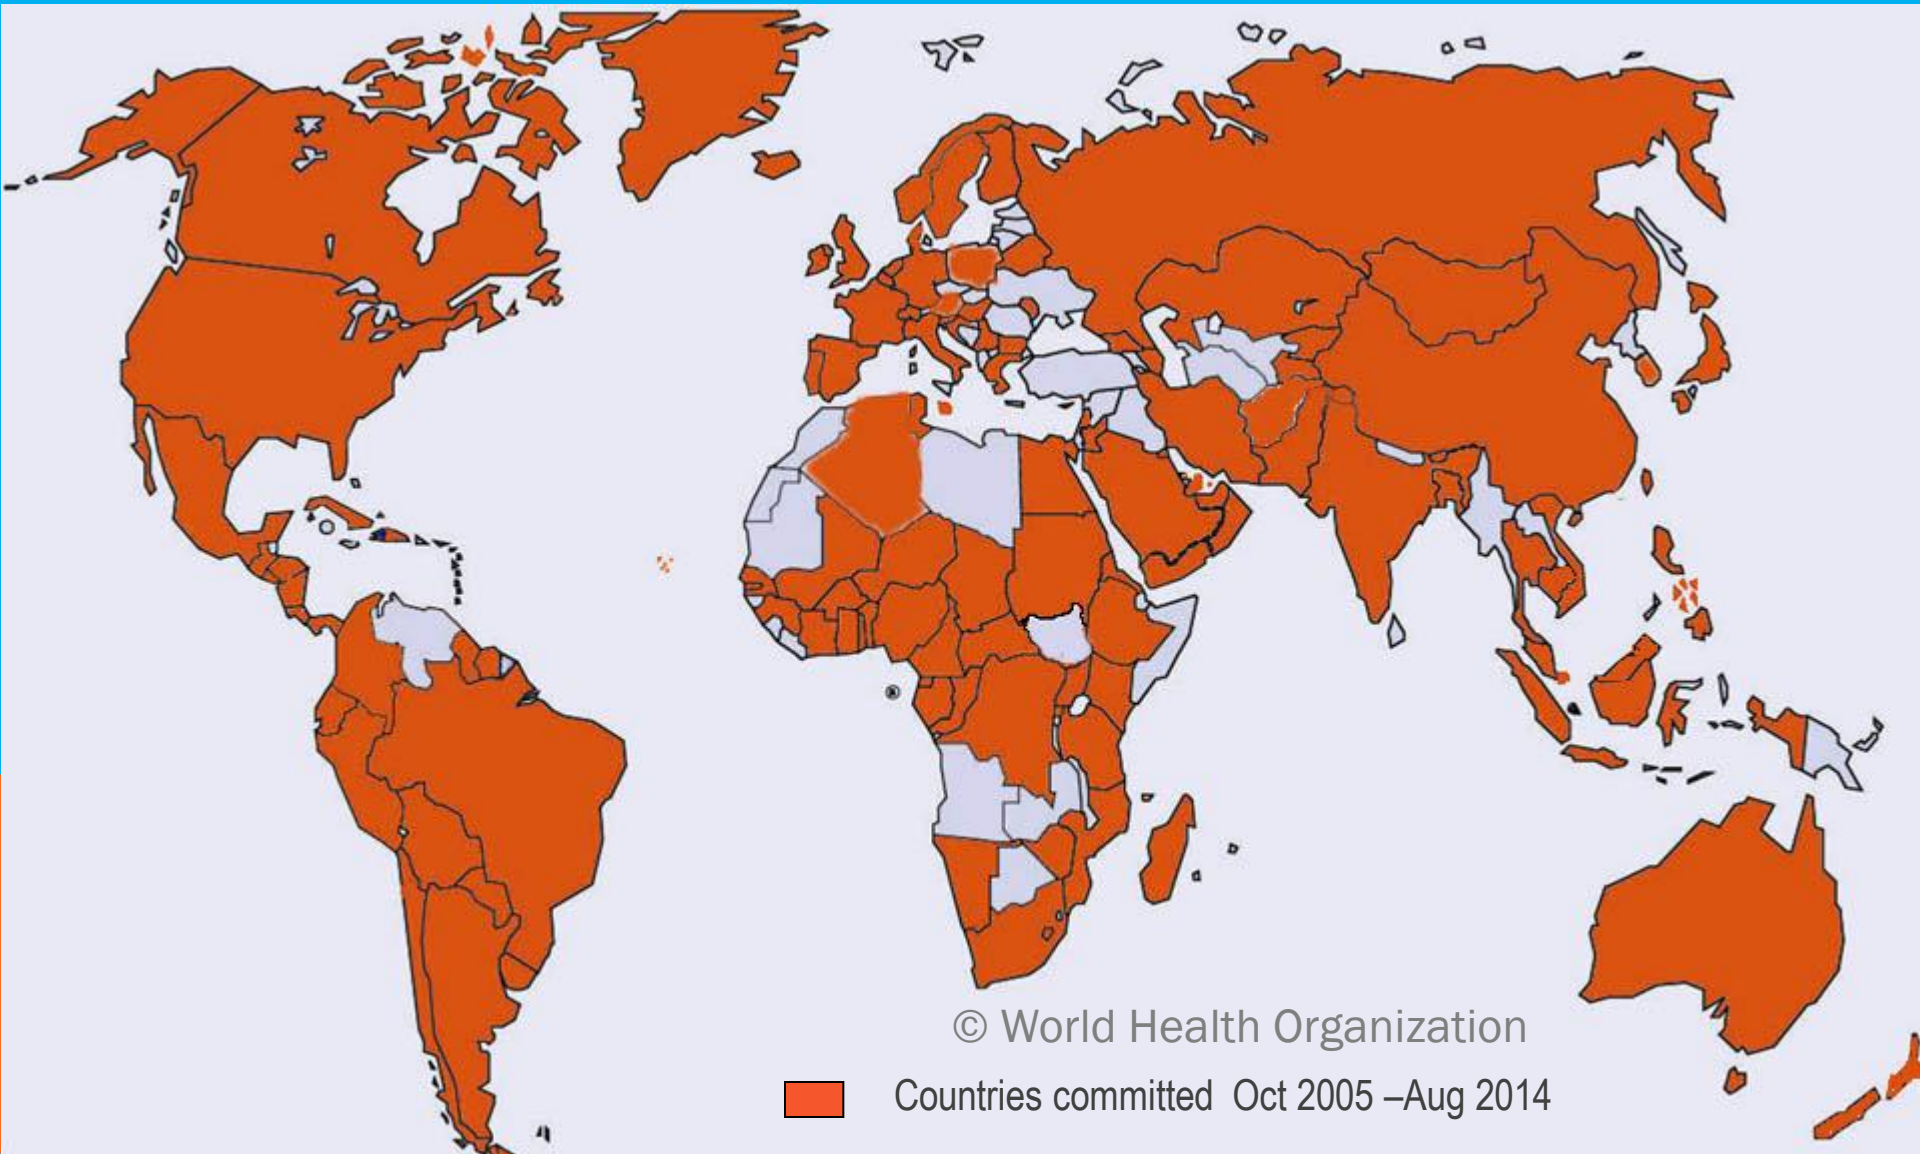 © World Health Organization
Countries committed Oct 2005 –Aug 2014